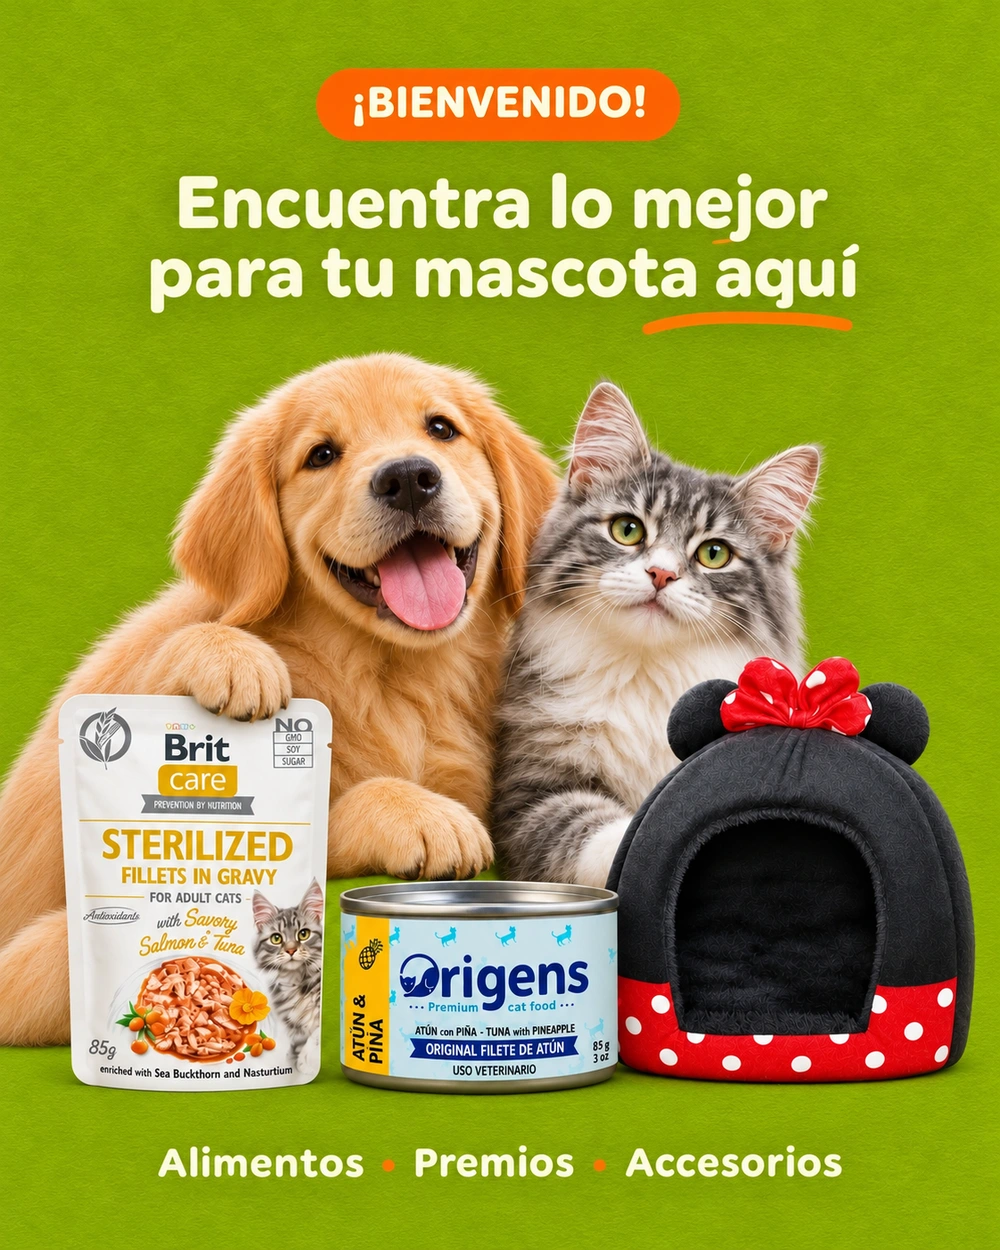 ¡BIENVENIDO!
Encuentra lo mejor
para tu mascota aquí
Brit
care
PREVENTION BY NUTRITION
NO
GMO
SOY
SUGAR
STERILIZED
FILLETS IN GRAVY
FOR ADULT CATS
Antioxidants
with Savory
Salmon & Tuna
85g
enriched with Sea Buckthorn and Nasturtium
ATÚN &
PIÑA
Origens
Premium cat food
ATÚN con PIÑA - TUNA with PINEAPPLE
ORIGINAL FILETE DE ATÚN
85 g
3 oz
USO VETERINARIO
Alimentos • Premios • Accesorios